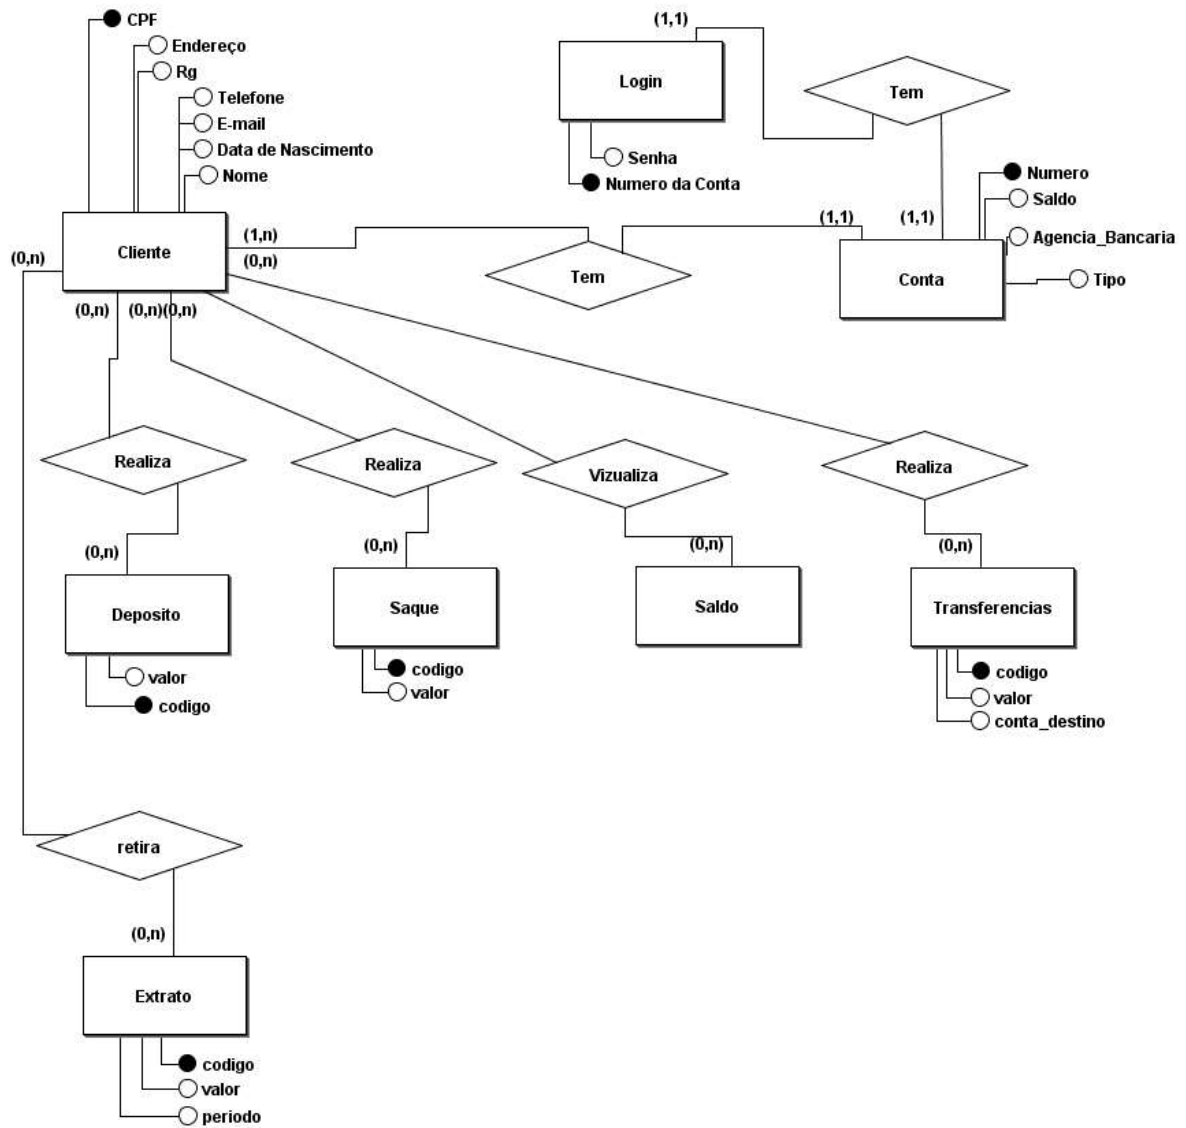 CPF
Endereço
Rg
Telefone
E-mail
Data de Nascimento
Nome
(1,1)
Login
Tem
Senha
Numero da Conta
Numero
Saldo
Agencia_Bancaria
Tipo
(1,1)
(1,1)
Conta
Cliente
(1,n)
(0,n)
(0,n)
Tem
(0,n)
(0,n)(0,n)
Realiza
Realiza
Vizualiza
Realiza
(0,n)
(0,n)
(0,n)
(0,n)
Deposito
Saque
Saldo
Transferencias
valor
codigo
codigo
valor
codigo
valor
conta_destino
retira
(0,n)
Extrato
codigo
valor
periodo